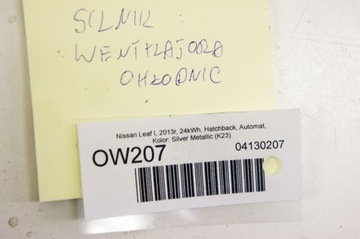 SILNIK
WENTYLATORA
CHŁODNIC
Nissan Leaf I, 2013r, 24kWh, Hatchback, Automat,
Kolor: Silver Metallic (K23)
OW207 04130207